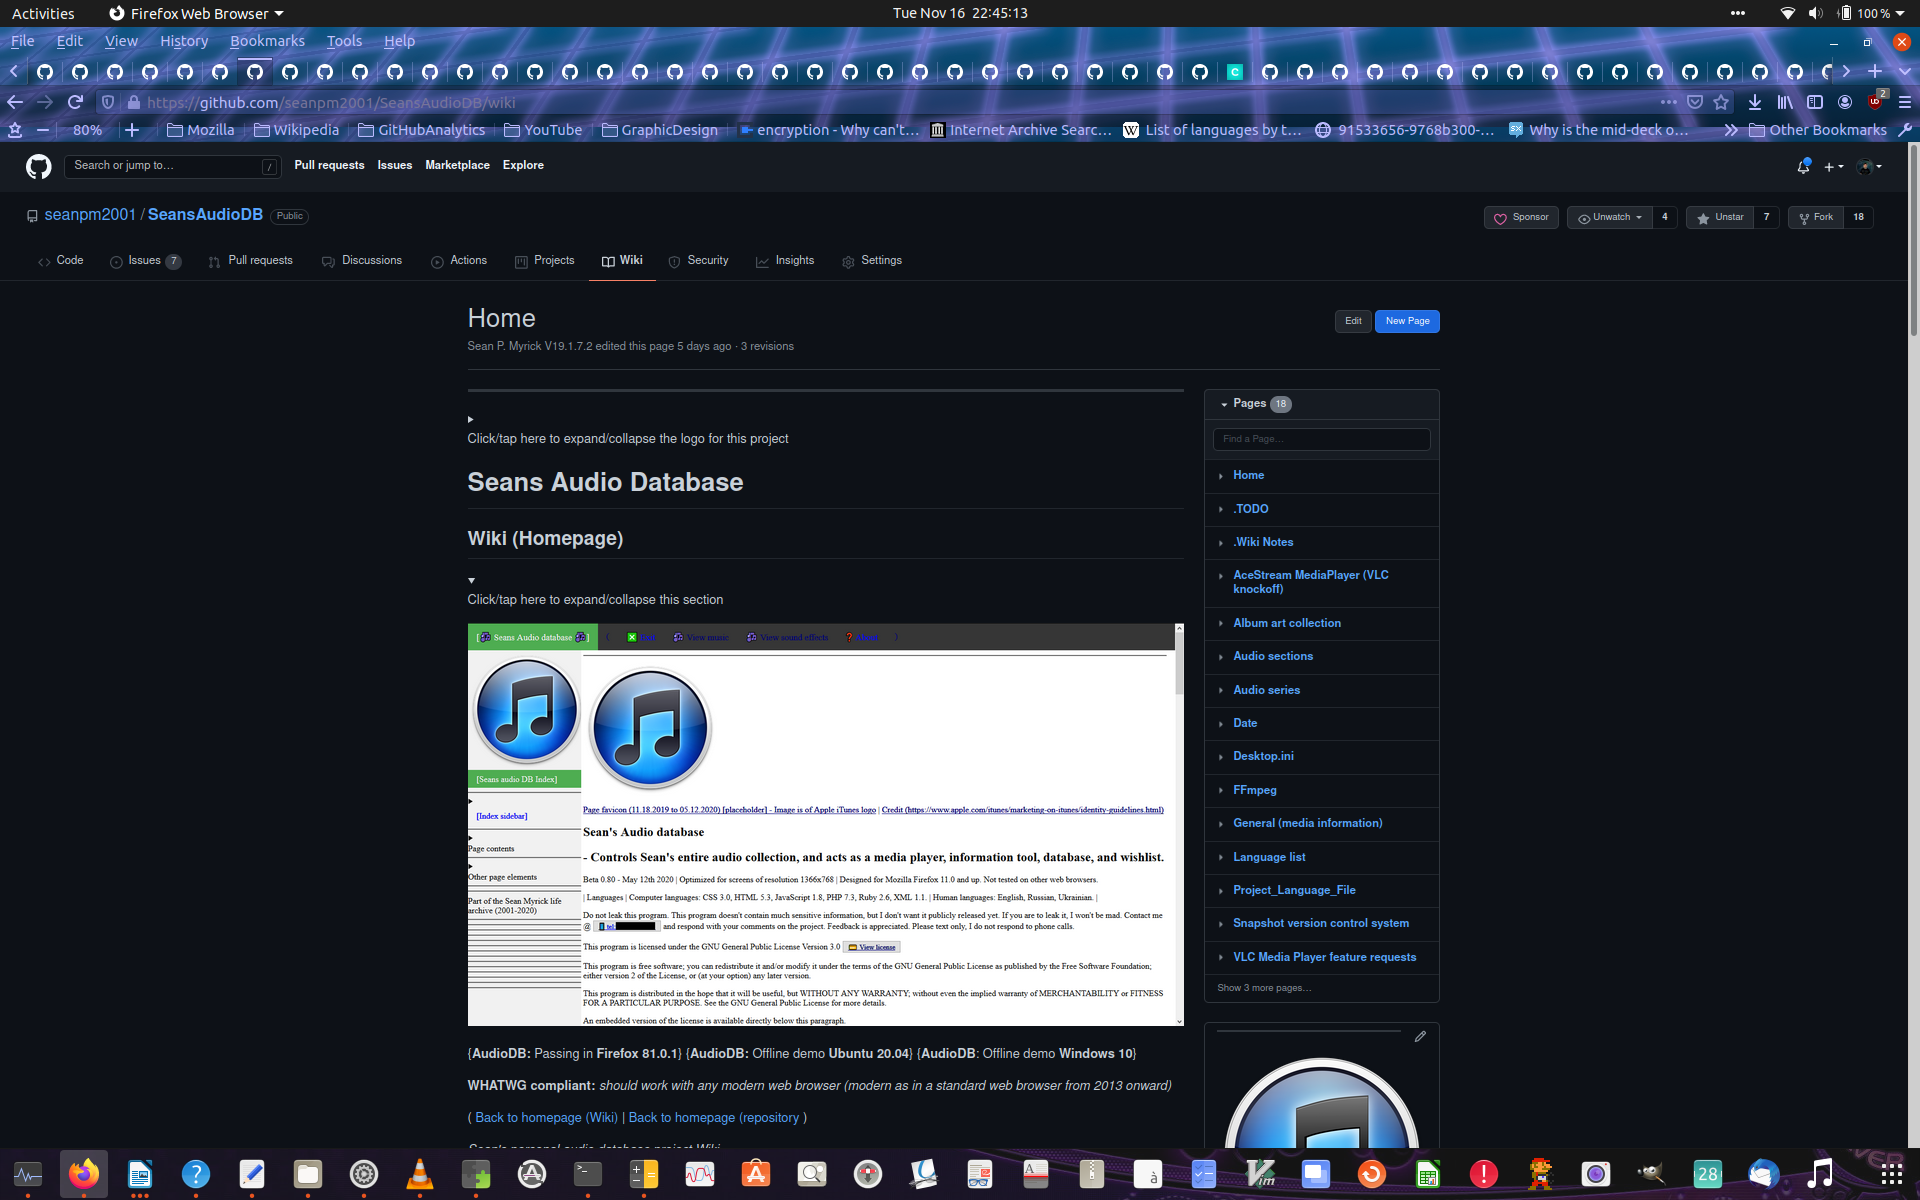 Activities
Firefox Web Browser
Tue Nov 16  22:45:13
100 %
File Edit View History Bookmarks Tools Help
https://github.com/seanpm2001/SeansAudioDB/wiki
2
80%
Mozilla
Wikipedia
GitHubAnalytics
YouTube
GraphicDesign
encryption - Why can't…
Internet Archive Searc…
List of languages by t…
91533656-9768b300-…
Why is the mid-deck o…
Other Bookmarks
Search or jump to…
/
Pull requests Issues Marketplace Explore
seanpm2001 / SeansAudioDB Public
Sponsor
Unwatch 4
Unstar 7
Fork 18
Code
Issues 7
Pull requests
Discussions
Actions
Projects
Wiki
Security
Insights
Settings
Home
Edit
New Page
Sean P. Myrick V19.1.7.2 edited this page 5 days ago · 3 revisions
Click/tap here to expand/collapse the logo for this project
Seans Audio Database
Wiki (Homepage)
Click/tap here to expand/collapse this section
[ Seans Audio database ]
( Exit View music View sound effects About )
[Seans audio DB Index]
[Index sidebar]
Page contents
Other page elements
Part of the Sean Myrick life
archive (2001-2020)
Page favicon (11.18.2019 to 05.12.2020) [placeholder] - Image is of Apple iTunes logo | Credit (https://www.apple.com/itunes/marketing-on-itunes/identity-guidelines.html)
Sean's Audio database
- Controls Sean's entire audio collection, and acts as a media player, information tool, database, and wishlist.
Beta 0.80 - May 12th 2020 | Optimized for screens of resolution 1366x768 | Designed for Mozilla Firefox 11.0 and up. Not tested on other web browsers.
| Languages | Computer languages: CSS 3.0, HTML 5.3, JavaScript 1.8, PHP 7.3, Ruby 2.6, XML 1.1. | Human languages: English, Russian, Ukrainian. |
Do not leak this program. This program doesn't contain much sensitive information, but I don't want it publicly released yet. If you are to leak it, I won't be mad. Contact me
@ tel: and respond with your comments on the project. Feedback is appreciated. Please text only, I do not respond to phone calls.
This program is licensed under the GNU General Public License Version 3.0 View license
This program is free software; you can redistribute it and/or modify it under the terms of the GNU General Public License as published by the Free Software Foundation;
either version 2 of the License, or (at your option) any later version.
This program is distributed in the hope that it will be useful, but WITHOUT ANY WARRANTY; without even the implied warranty of MERCHANTABILITY or FITNESS
FOR A PARTICULAR PURPOSE. See the GNU General Public License for more details.
An embedded version of the license is available directly below this paragraph.
{AudioDB: Passing in Firefox 81.0.1} {AudioDB: Offline demo Ubuntu 20.04} {AudioDB: Offline demo Windows 10}
WHATWG compliant: should work with any modern web browser (modern as in a standard web browser from 2013 onward)
( Back to homepage (Wiki) | Back to homepage (repository )
Sean's personal audio database project Wiki
Pages 18
Find a Page…
Home
.TODO
.Wiki Notes
AceStream MediaPlayer (VLC
knockoff)
Album art collection
Audio sections
Audio series
Date
Desktop.ini
FFmpeg
General (media information)
Language list
Project_Language_File
Snapshot version control system
VLC Media Player feature requests
Show 3 more pages…
28